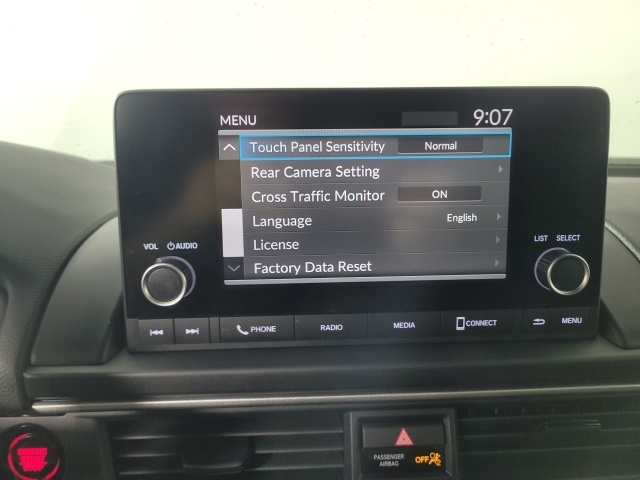 MENU 9:07
Touch Panel Sensitivity Normal
Rear Camera Setting
Cross Traffic Monitor ON
Language English
License
Factory Data Reset
VOL AUDIO
LIST SELECT
PHONE RADIO MEDIA CONNECT MENU
PASSENGER
AIRBAG OFF